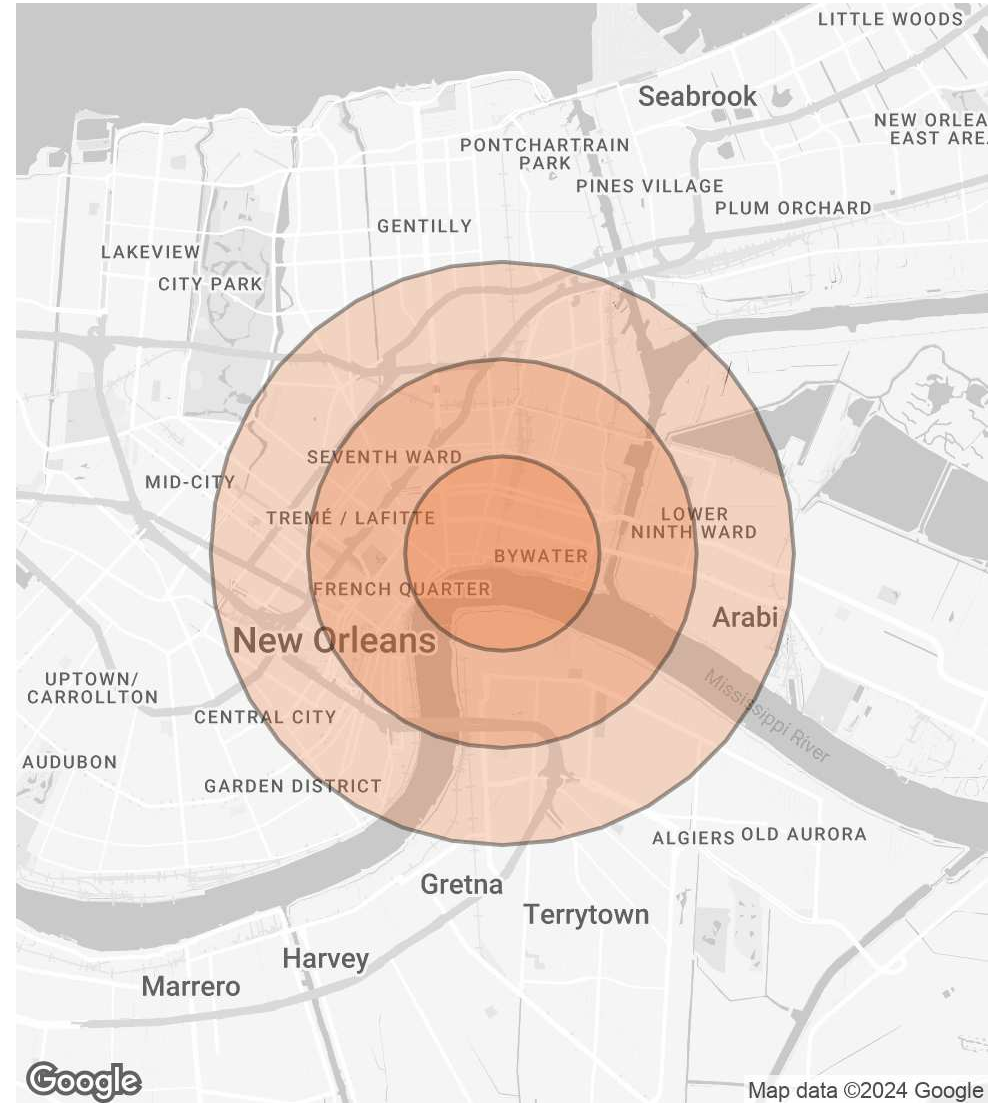 LITTLE WOODS
Seabrook
NEW ORLEA
EAST ARE
PONTCHARTRAIN
PARK
PINES VILLAGE
PLUM ORCHARD
GENTILLY
LAKEVIEW
CITY PARK
SEVENTH WARD
MID-CITY
TREMÉ / LAFITTE
LOWER
NINTH WARD
BYWATER
FRENCH QUARTER
Arabi
New Orleans
UPTOWN/
CARROLLTON
Mississippi River
CENTRAL CITY
AUDUBON
GARDEN DISTRICT
ALGIERS
OLD AURORA
Gretna
Terrytown
Harvey
Marrero
Google
Map data ©2024 Google